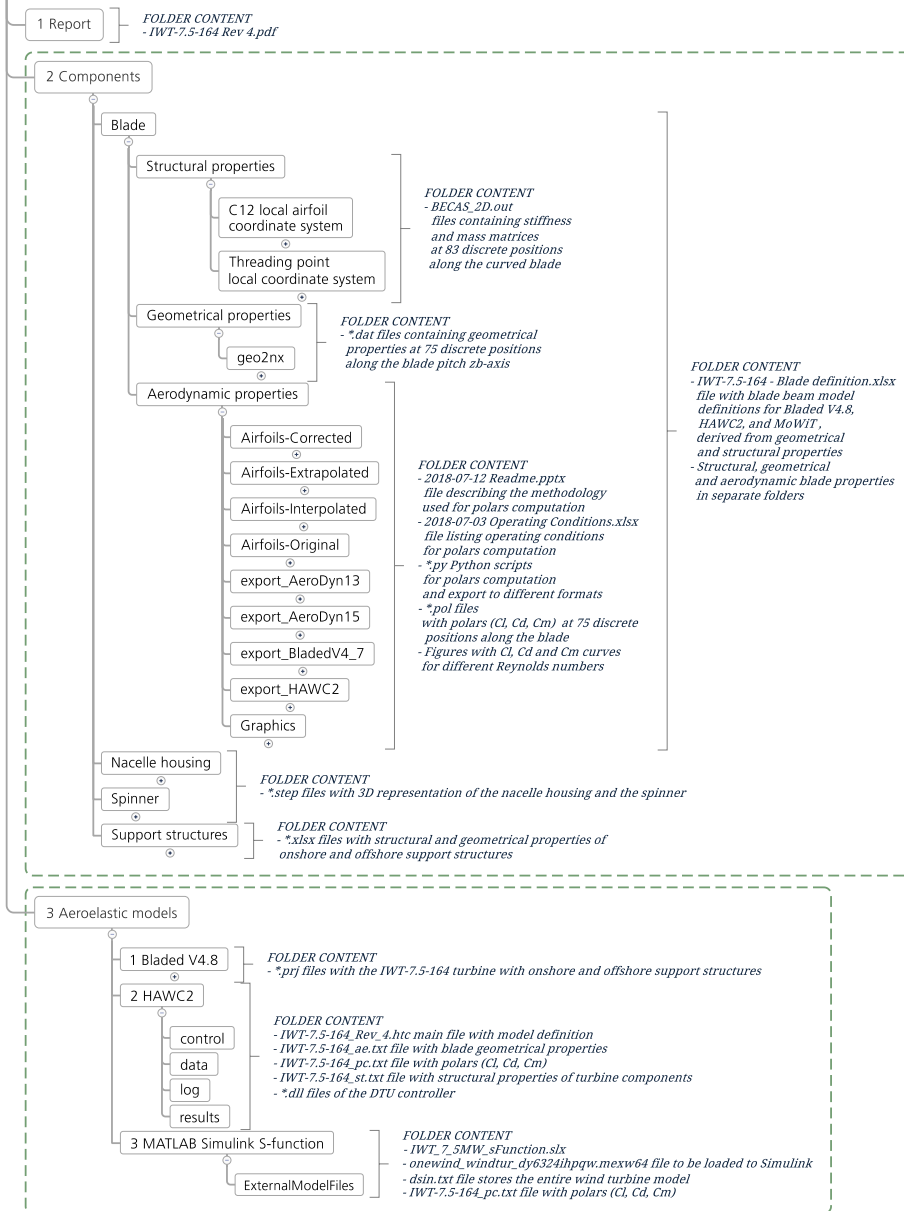 1 Report
FOLDER CONTENT
- IWT-7.5-164 Rev 4.pdf
2 Components
Blade
Structural properties
C12 local airfoil
coordinate system
Threading point
local coordinate system
FOLDER CONTENT
- BECAS_2D.out
files containing stiffness
and mass matrices
at 83 discrete positions
along the curved blade
Geometrical properties
geo2nx
FOLDER CONTENT
- *.dat files containing geometrical
properties at 75 discrete positions
along the blade pitch zb-axis
Aerodynamic properties
Airfoils-Corrected
Airfoils-Extrapolated
Airfoils-Interpolated
Airfoils-Original
export_AeroDyn13
export_AeroDyn15
export_BladedV4_7
export_HAWC2
Graphics
FOLDER CONTENT
- 2018-07-12 Readme.pptx
file describing the methodology
used for polars computation
- 2018-07-03 Operating Conditions.xlsx
file listing operating conditions
for polars computation
- *.py Python scripts
for polars computation
and export to different formats
- *.pol files
with polars (Cl, Cd, Cm) at 75 discrete
positions along the blade
- Figures with Cl, Cd and Cm curves
for different Reynolds numbers
FOLDER CONTENT
- IWT-7.5-164 - Blade definition.xlsx
file with blade beam model
definitions for Bladed V4.8,
HAWC2, and MoWiT ,
derived from geometrical
and structural properties
- Structural, geometrical
and aerodynamic blade properties
in separate folders
Nacelle housing
Spinner
FOLDER CONTENT
- *.step files with 3D representation of the nacelle housing and the spinner
Support structures
FOLDER CONTENT
- *.xlsx files with structural and geometrical properties of
onshore and offshore support structures
3 Aeroelastic models
1 Bladed V4.8
FOLDER CONTENT
- *.prj files with the IWT-7.5-164 turbine with onshore and offshore support structures
2 HAWC2
control
data
log
results
FOLDER CONTENT
- IWT-7.5-164_Rev_4.htc main file with model definition
- IWT-7.5-164_ae.txt file with blade geometrical properties
- IWT-7.5-164_pc.txt file with polars (Cl, Cd, Cm)
- IWT-7.5-164_st.txt file with structural properties of turbine components
- *.dll files of the DTU controller
3 MATLAB Simulink S-function
ExternalModelFiles
FOLDER CONTENT
- IWT_7_5MW_sFunction.slx
- onewind_windtur_dy6324ihpqw.mexw64 file to be loaded to Simulink
- dsin.txt file stores the entire wind turbine model
- IWT-7.5-164_pc.txt file with polars (Cl, Cd, Cm)